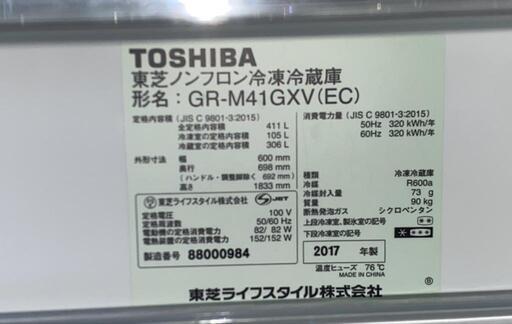 TOSHIBA
東芝ノンフロン冷凍冷蔵庫
形名：GR-M41GXV(EC)
定格内容積 (JIS C 9801-3:2015)
全定格内容積 411 L
冷凍室の定格内容積 105 L
冷蔵室の定格内容積 306 L
外形寸法 幅 600 mm
奥行 698 mm
(ハンドル・調整脚除く 692 mm)
高さ 1833 mm
東芝ライフスタイル株式会社 JET
定格電圧 100 V
定格周波数 50/60 Hz
電動機の定格消費電力 82/ 82 W
電熱装置の定格消費電力 152/152 W
製造番号 88000984
消費電力量 (JIS C 9801-3:2015)
50Hz 320 kWh/年
60Hz 320 kWh/年
種類 冷凍冷蔵庫
冷媒 R600a
冷媒封入量 73 g
質量 90 kg
断熱発泡ガス シクロペンタン
上段冷凍室、製氷室の記号 **
下段冷凍室の記号 ****
2017 年製
温度ヒューズ 76℃
MADE IN CHINA
東芝ライフスタイル株式会社
Ⓑ